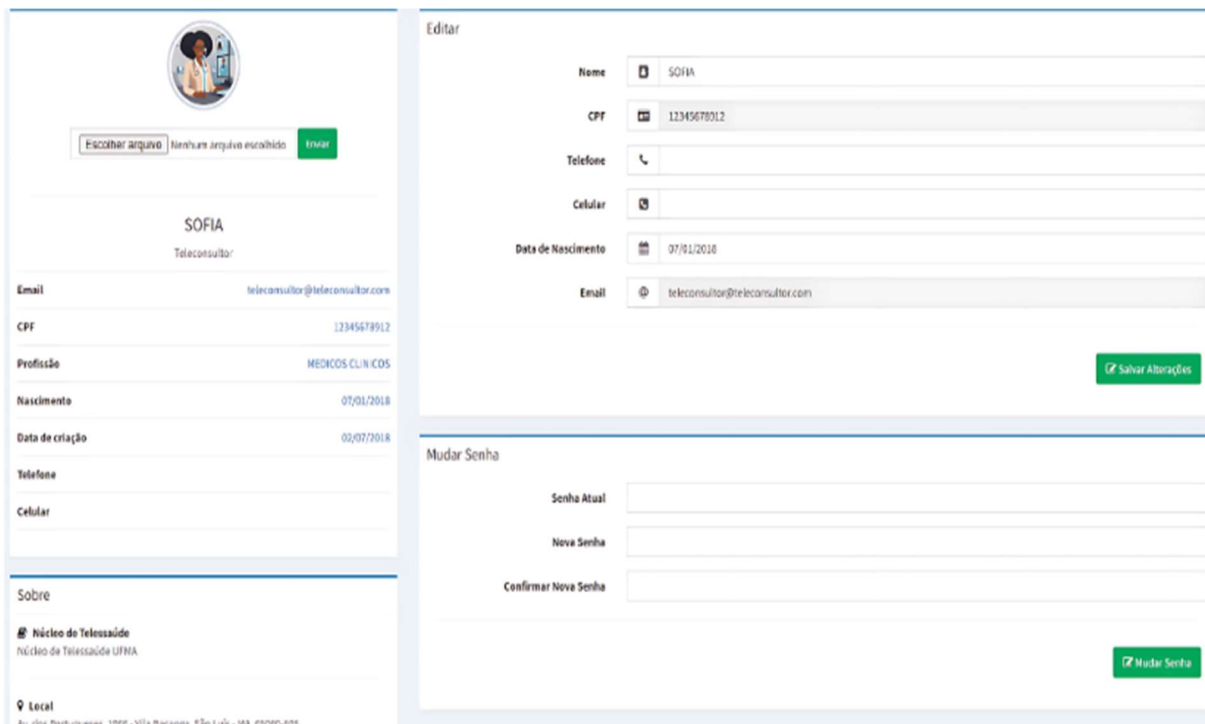 Escolher arquivo Nenhum arquivo escolhido Enviar
SOFIA
Teleconsultor
Email teleconsultor@teleconsultor.com
CPF 12345678912
Profissão MEDICOS CLINICOS
Nascimento 07/01/2018
Data de criação 02/07/2018
Telefone
Celular
Sobre
Núcleo de Telessaúde
Núcleo de Telessaúde UFMA
Local
Editar
Nome SOFIA
CPF 12345678912
Telefone
Celular
Data de Nascimento 07/01/2018
Email teleconsultor@teleconsultor.com
Salvar Alterações
Mudar Senha
Senha Atual
Nova Senha
Confirmar Nova Senha
Mudar Senha